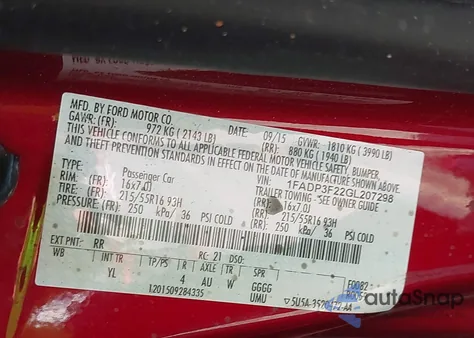 MFD. BY FORD MOTOR CO.
DATE: 09/15 GVWR: 1810 KG ( 3990 LB)
GAWR: (FR): 972 KG ( 2143 LB) (RR): 880 KG ( 1940 LB)
THIS VEHICLE CONFORMS TO ALL APPLICABLE FEDERAL MOTOR VEHICLE SAFETY, BUMPER
AND THEFT PREVENTION STANDARDS IN EFFECT ON THE DATE OF MANUFACTURE SHOWN ABOVE.
VIN: 1FADP3F22GL207298
TYPE: Passenger Car TRAILER TOWING - SEE OWNER GUIDE
RIM: 16x7.0J (RR): 16x7.0J
TIRE: 215/55R16 93H (RR): 215/55R16 93H
PRESSURE: (FR): 250 kPa/ 36 PSI COLD (RR): 250 kPa/ 36 PSI COLD
EXT PNT: RR RC: 21 DSO:
WB INT TR TP/PS R AXLE TR SPR F0082
YL 4 AU W GGGG
1201509284335 UMU
autoSnap